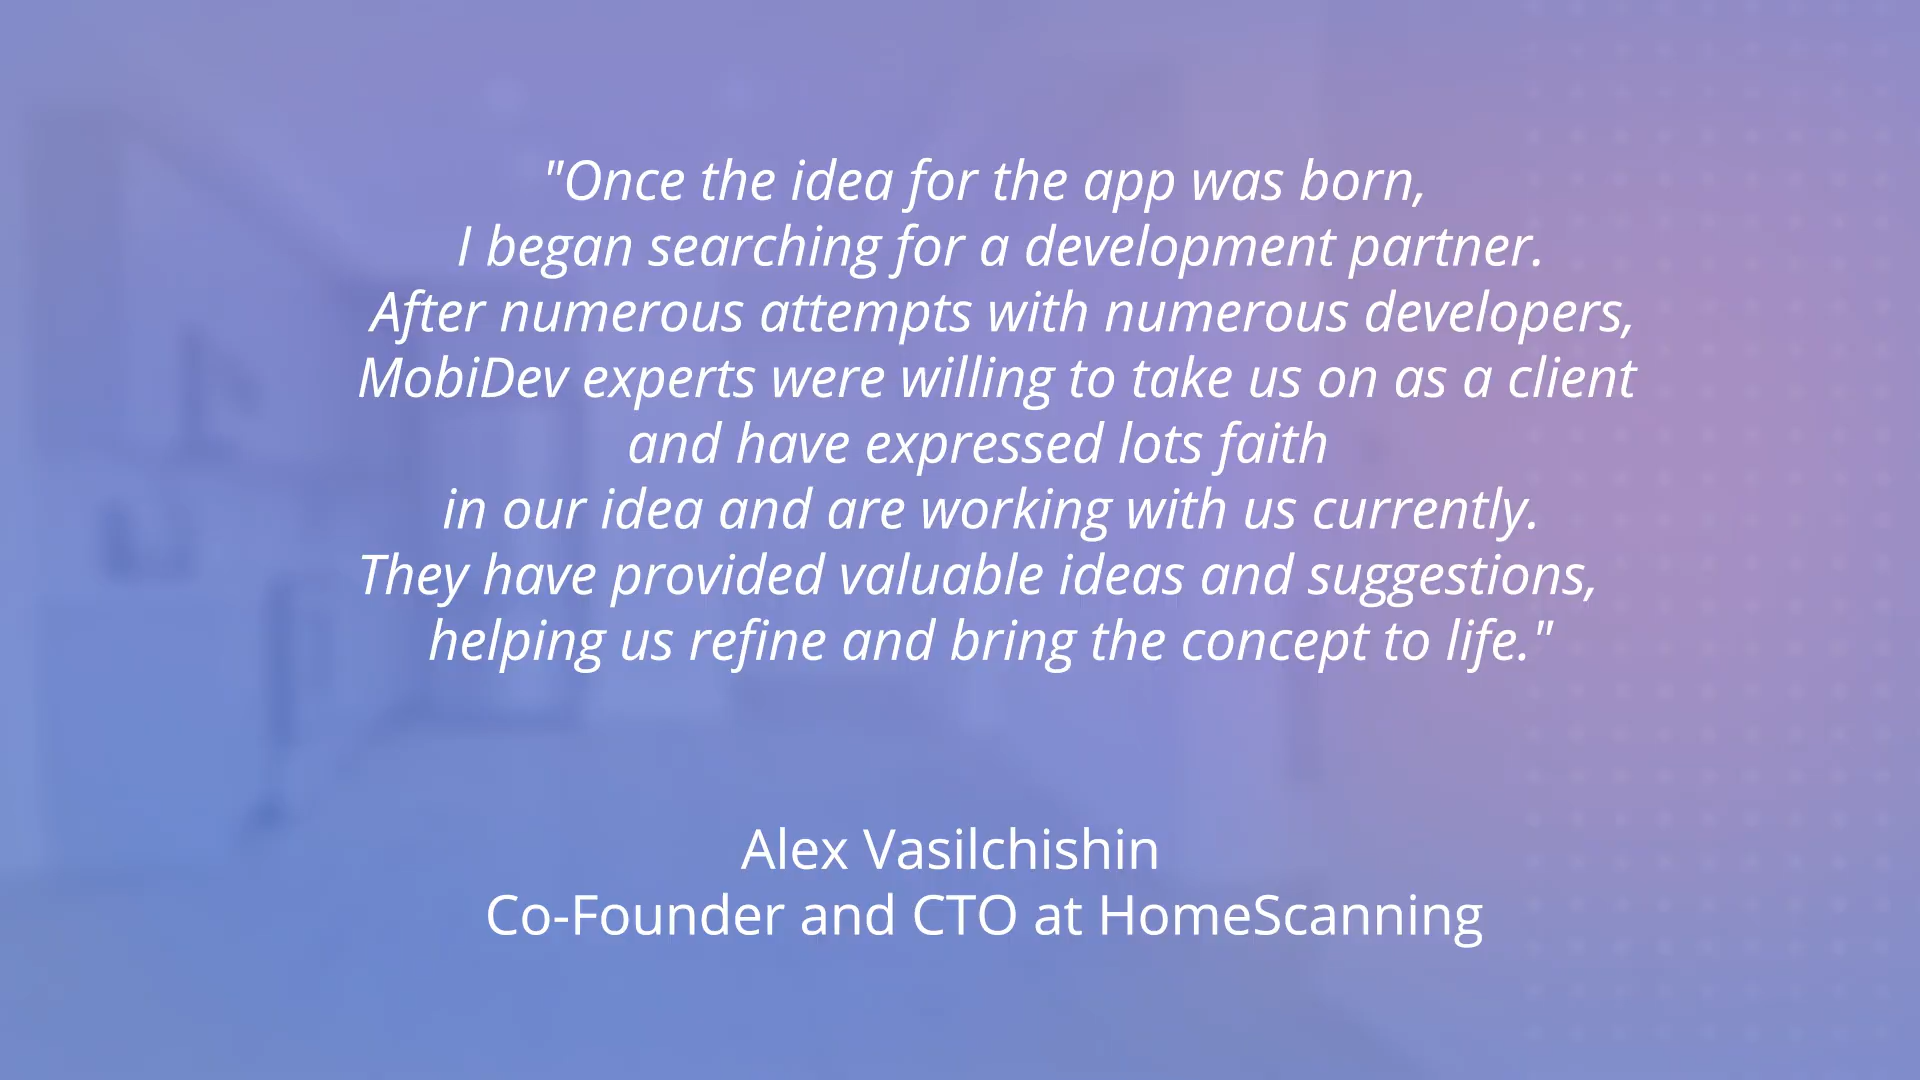 "Once the idea for the app was born,
I began searching for a development partner.
After numerous attempts with numerous developers,
MobiDev experts were willing to take us on as a client
and have expressed lots faith
in our idea and are working with us currently.
They have provided valuable ideas and suggestions,
helping us refine and bring the concept to life."
Alex Vasilchishin
Co-Founder and CTO at HomeScanning